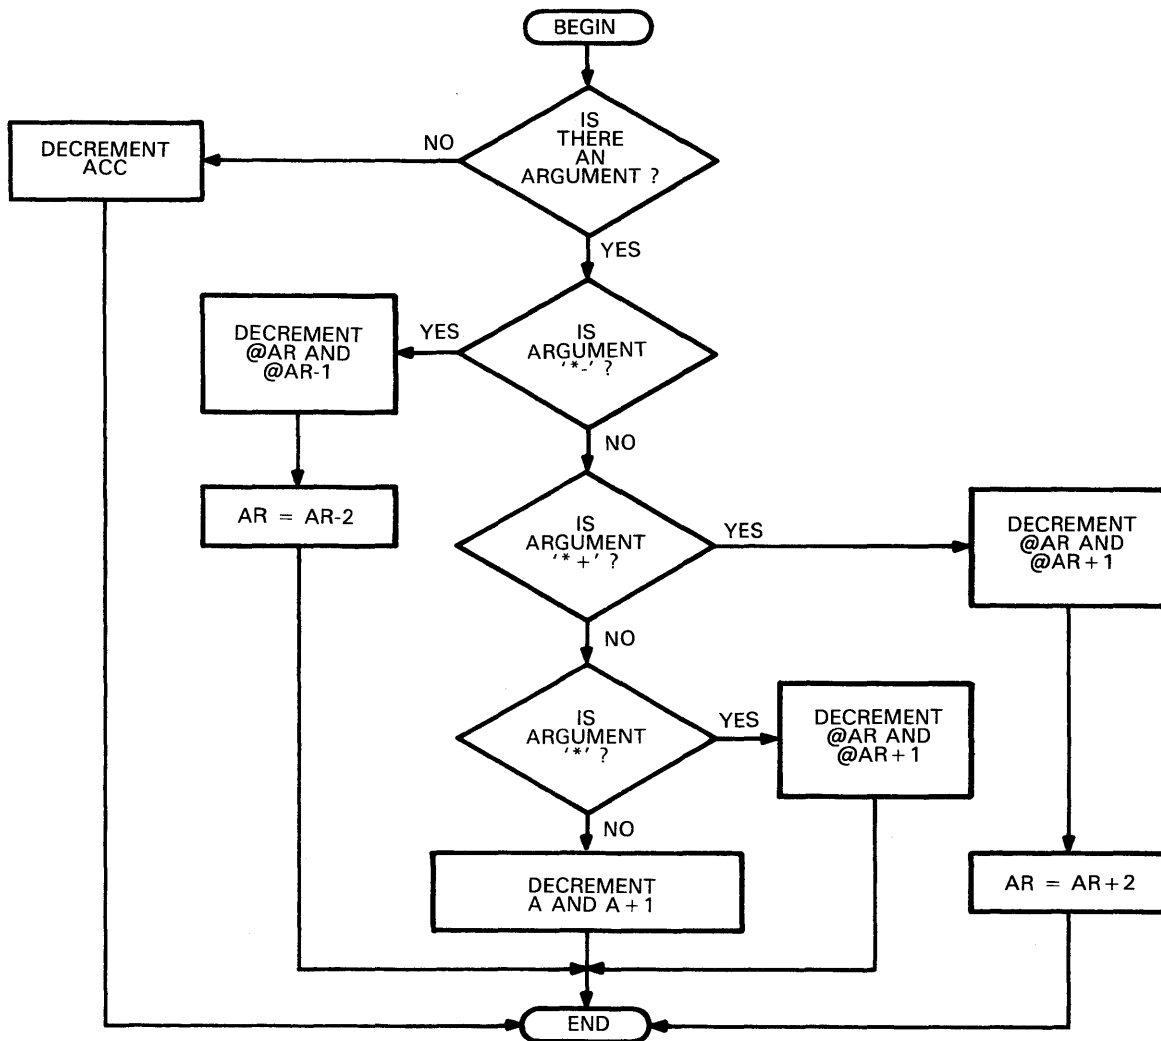 BEGIN
IS
THERE
AN
ARGUMENT ?
NO
DECREMENT
ACC
YES
IS
ARGUMENT
'*-' ?
YES
DECREMENT
@AR AND
@AR-1
NO
AR = AR-2
IS
ARGUMENT
'*+' ?
YES
DECREMENT
@AR AND
@AR+1
NO
IS
ARGUMENT
'*' ?
YES
DECREMENT
@AR AND
@AR+1
NO
DECREMENT
A AND A+1
AR = AR+2
END